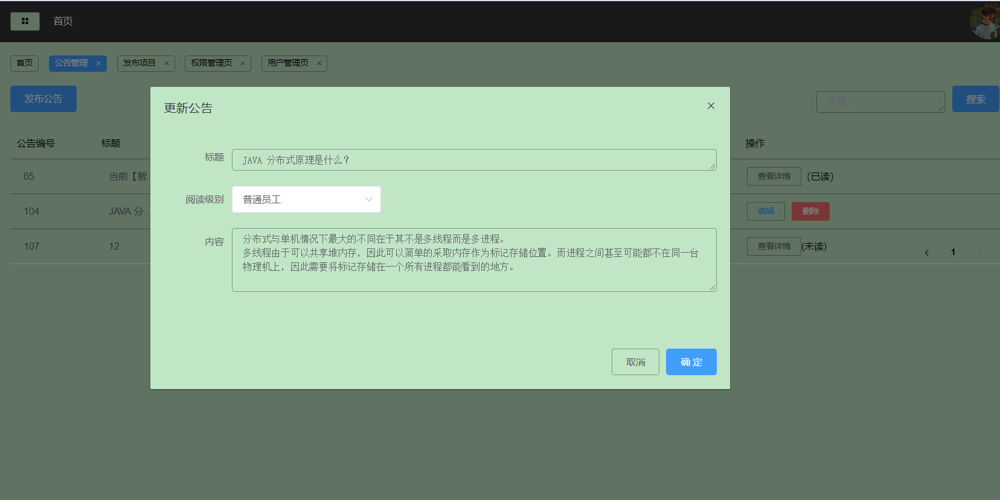 首页
首页
公告管理 ×
发布项目 ×
权限管理页 ×
用户管理页 ×
发布公告
请输入
搜索
更新公告
公告编号 标题 操作
标题 JAVA 分布式原理是什么?
65 当前【智... 查看详情 (已读)
阅读级别 普通员工
104 JAVA 分... 编辑 删除
内容
分布式与单机情况下最大的不同在于其不是多线程而是多进程。
多线程由于可以共享堆内存，因此可以简单的采取内存作为标记存储位置。而进程之间甚至可能都不在同一台
物理机上，因此需要将标记存储在一个所有进程都能看到的地方。
107 12 查看详情 (未读)
1
取消 确 定